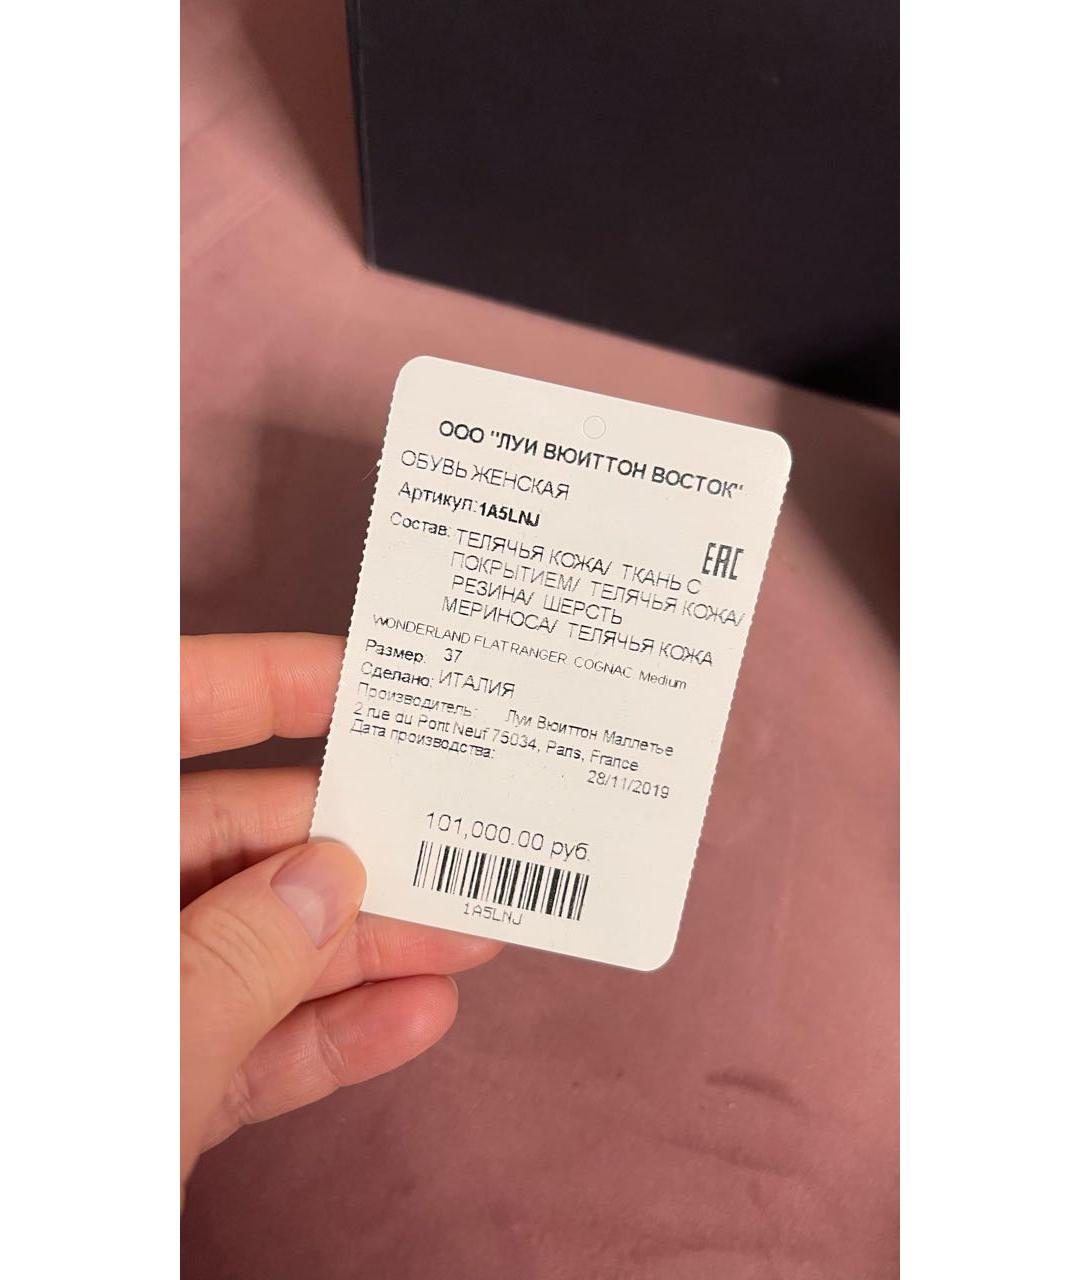 ООО "ЛУИ ВЮИТТОН ВОСТОК"
ОБУВЬ ЖЕНСКАЯ
Артикул: 1A5LNJ
Состав: ТЕЛЯЧЬЯ КОЖА/ ТКАНЬ С
ПОКРЫТИЕМ/ ТЕЛЯЧЬЯ КОЖА/
РЕЗИНА/ ШЕРСТЬ
МЕРИНОСА/ ТЕЛЯЧЬЯ КОЖА
EAC
WONDERLAND FLAT RANGER COGNAC Medium
Размер: 37
Сделано: ИТАЛИЯ
Производитель: Луи Вюиттон Маллетье
2 rue du Pont Neuf 75034, Paris, France
Дата производства:
28/11/2019
101,000.00 руб.
1A5LNJ